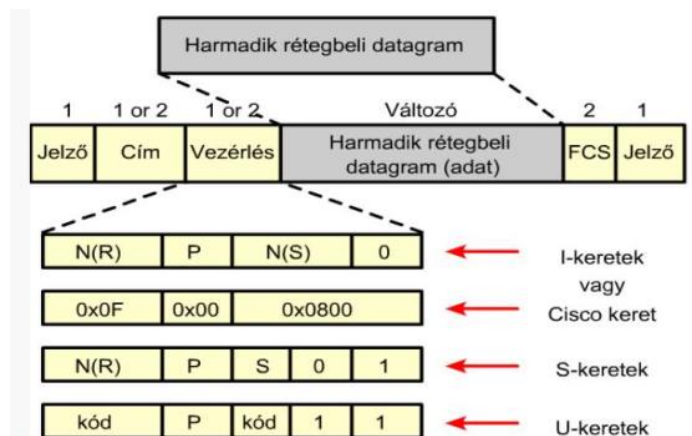 Harmadik rétegbeli datagram
1 1 or 2 1 or 2 Változó 2 1
Jelző Cím Vezérlés Harmadik rétegbeli datagram (adat) FCS Jelző
N(R) P N(S) 0 I-keretek
vagy
0x0F 0x00 0x0800 Cisco keret
N(R) P S 0 1 S-keretek
kód P kód 1 1 U-keretek